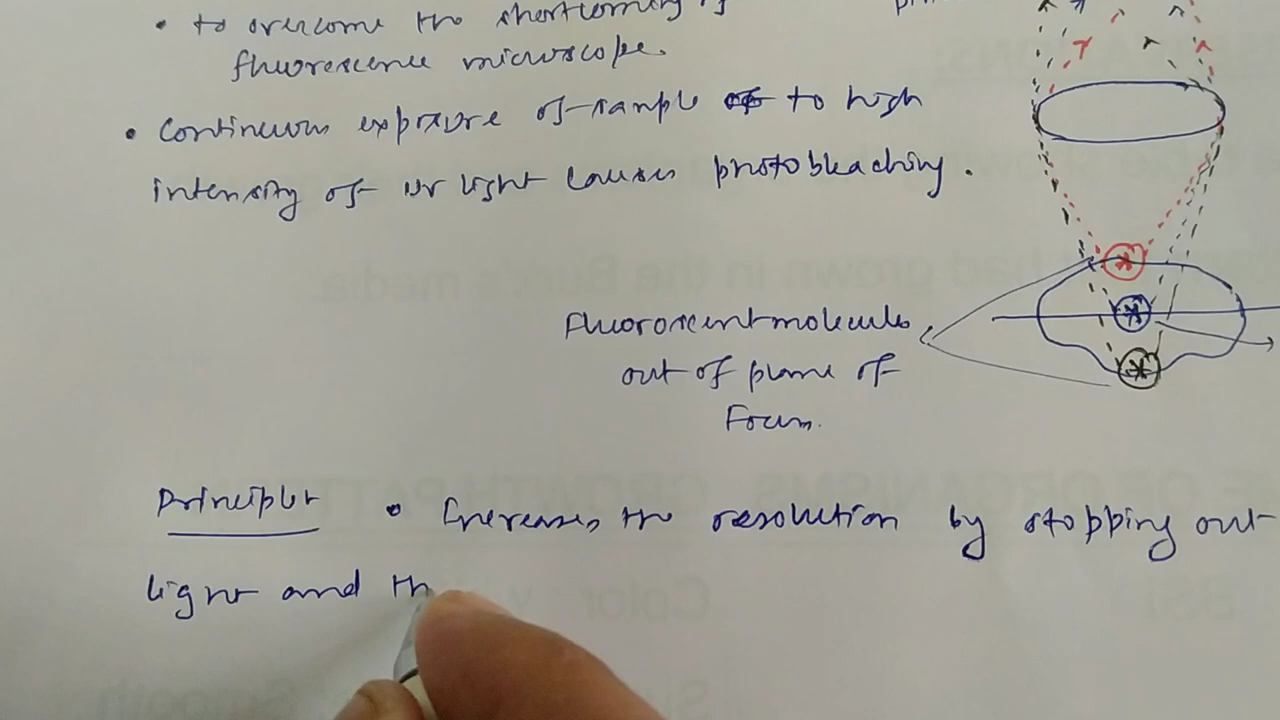 • to overcome the shortcoming of
fluorescence microscope.
• Continuous exposure of sample to high
intensity of UV light causes photobleaching.
Fluorescent molecules
out of plane of
Focus.
Principle • Increases the resolution by stopping out
light and th